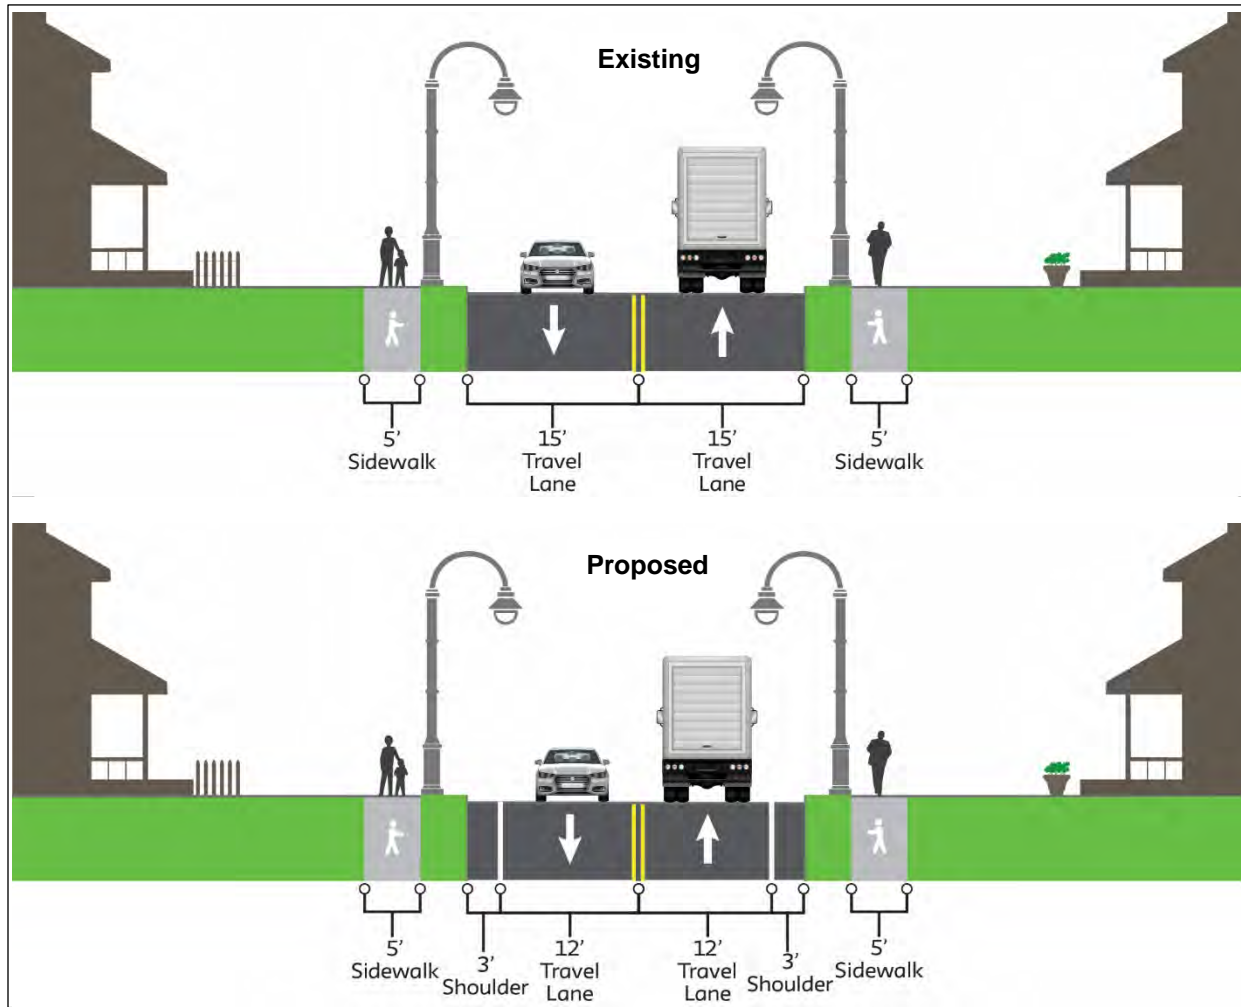 Existing
5’
Sidewalk
15’
Travel
Lane
15’
Travel
Lane
5’
Sidewalk
Proposed
5’
Sidewalk
3’
Shoulder
12’
Travel
Lane
12’
Travel
Lane
3’
Shoulder
5’
Sidewalk